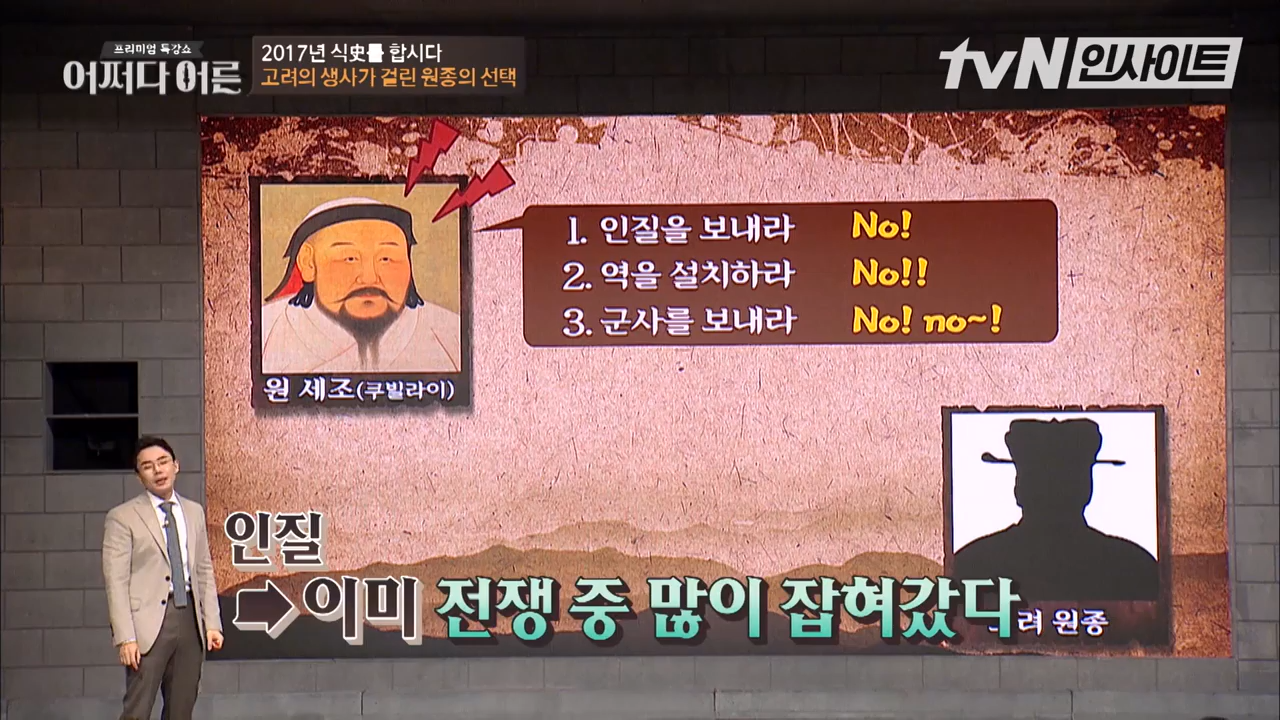 프리미엄 특강쇼
어쩌다 어른
2017년 식史를 합시다
고려의 생사가 걸린 원종의 선택
tvN 인사이트
1. 인질을 보내라 No!
2. 역을 설치하라 No!!
3. 군사를 보내라 No! no~!
원 세조(쿠빌라이)
인질
➡이미 전쟁 중 많이 잡혀갔다
려 원종